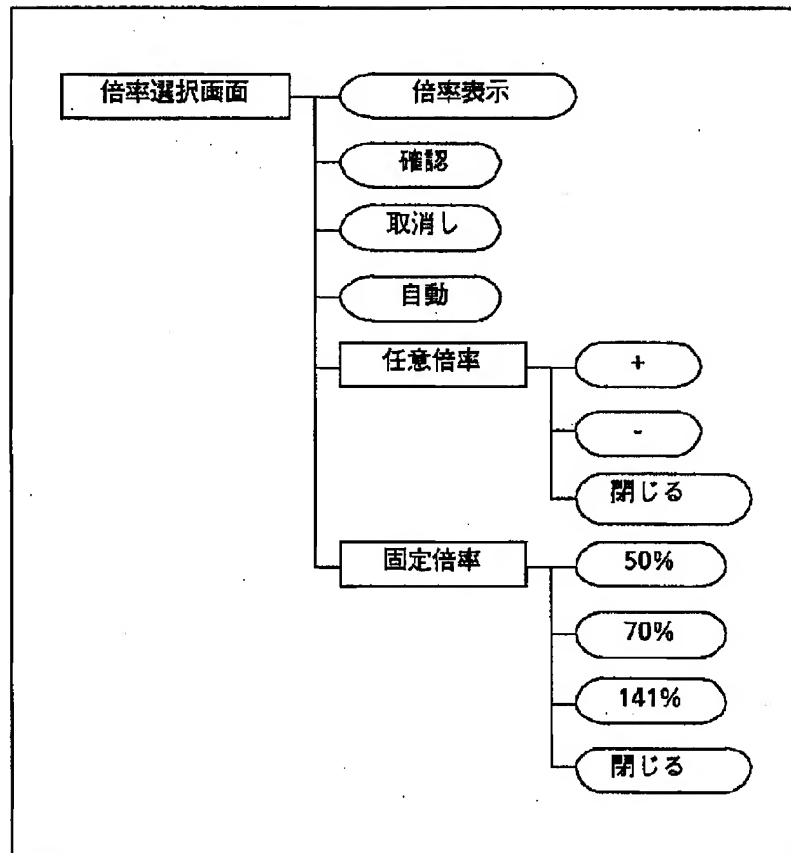 倍率選択画面
倍率表示
確認
取消し
自動
任意倍率
+
-
閉じる
固定倍率
50%
70%
141%
閉じる